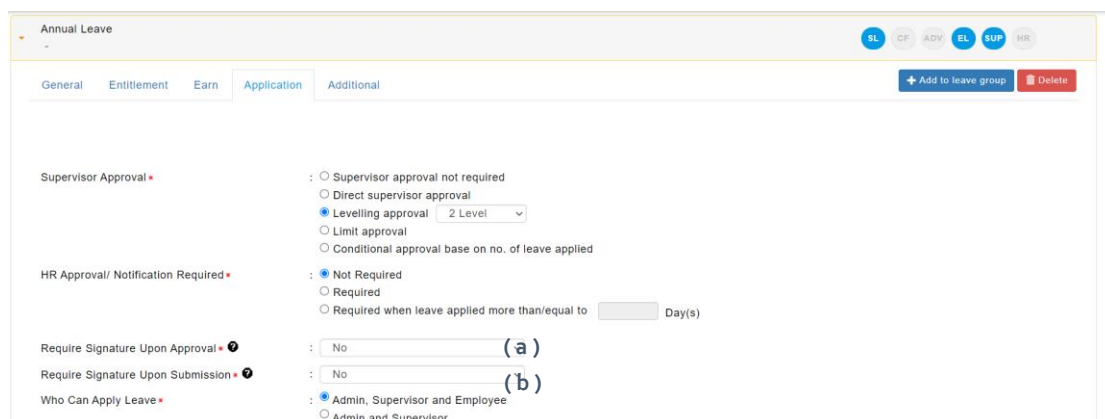 Annual Leave
-
SL CF ADV EL SUP HR
General Entitlement Earn Application Additional
+ Add to leave group Delete
Supervisor Approval * : Supervisor approval not required
Direct supervisor approval
Levelling approval 2 Level
Limit approval
Conditional approval base on no. of leave applied
HR Approval/ Notification Required * : Not Required
Required
Required when leave applied more than/equal to Day(s)
Require Signature Upon Approval * ? : No (a)
Require Signature Upon Submission * ? : No (b)
Who Can Apply Leave * : Admin, Supervisor and Employee
Admin and Supervisor